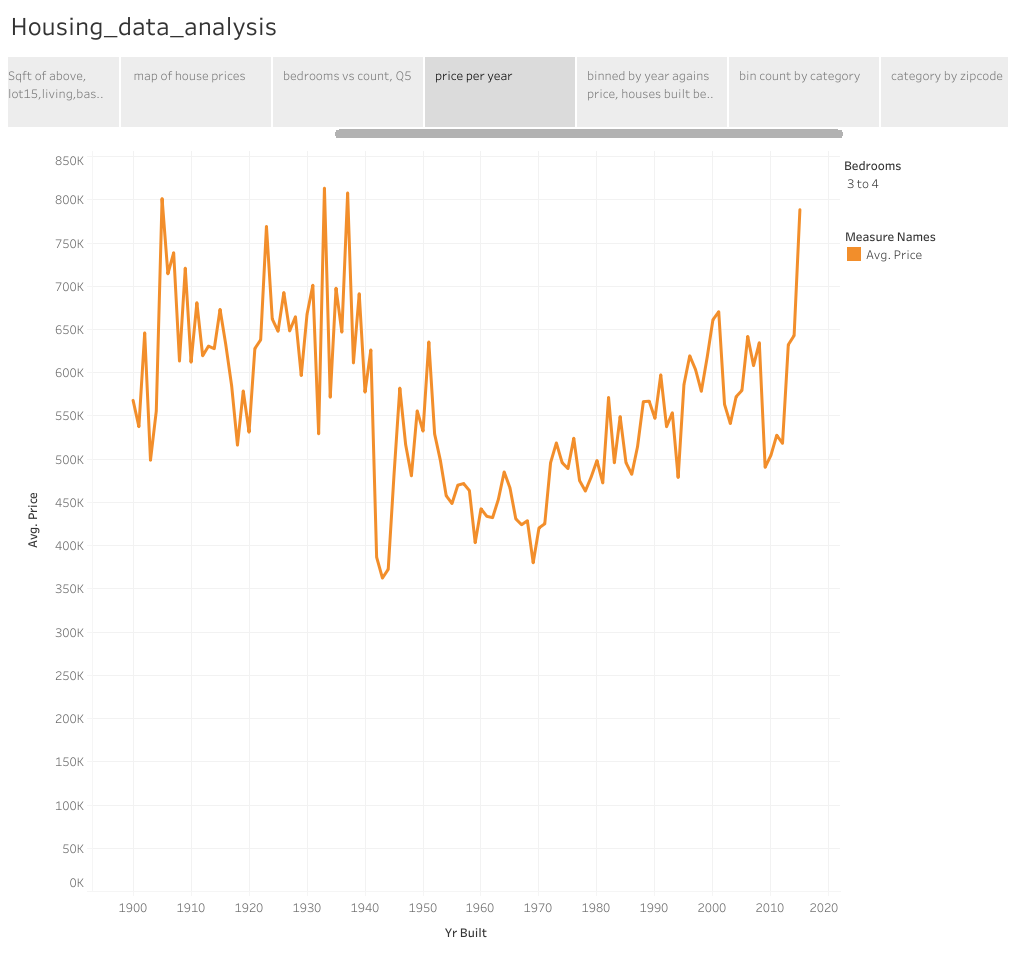 Housing_data_analysis
Sqft of above,
lot15,living,bas..
map of house prices
bedrooms vs count, Q5
price per year
binned by year agains
price, houses built be..
bin count by category
category by zipcode
850K
800K
750K
700K
650K
600K
550K
500K
450K
400K
350K
300K
250K
200K
150K
100K
50K
0K
Avg. Price
1900
1910
1920
1930
1940
1950
1960
1970
1980
1990
2000
2010
2020
Yr Built
Bedrooms
3 to 4
Measure Names
Avg. Price